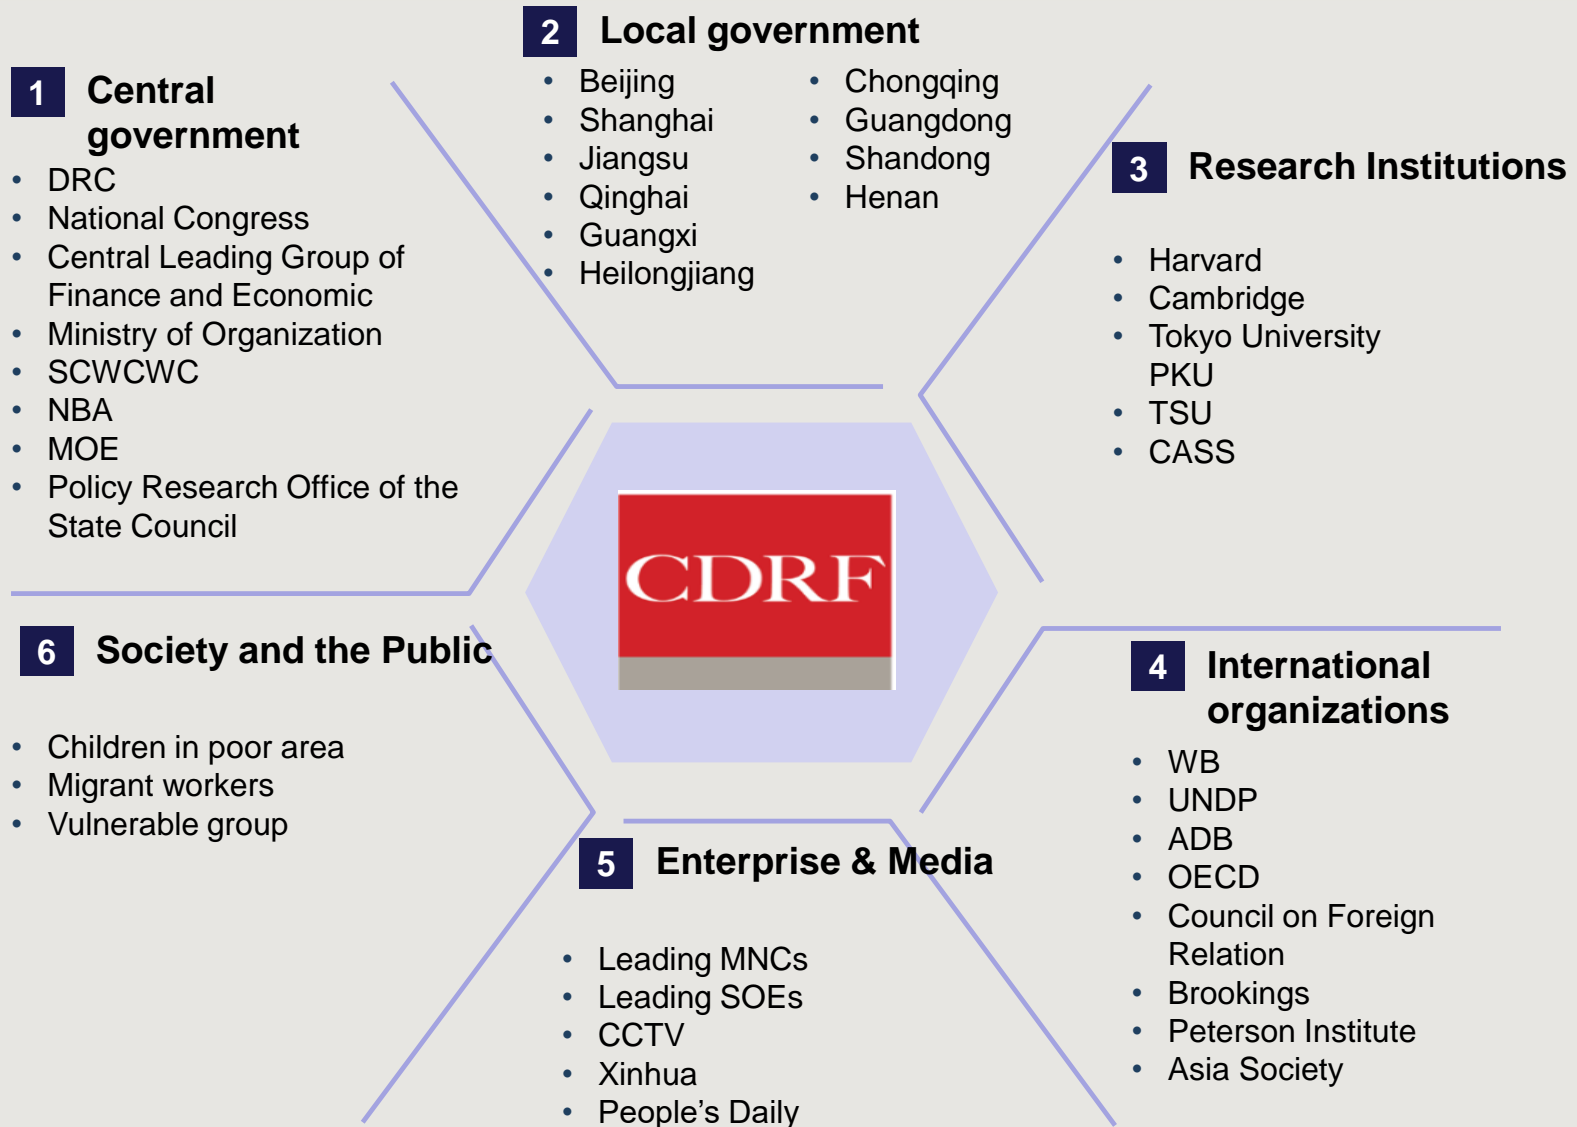 1 Central
government
• DRC
• National Congress
• Central Leading Group of
Finance and Economic
• Ministry of Organization
• SCWCWC
• NBA
• MOE
• Policy Research Office of the
State Council
2 Local government
• Beijing
• Shanghai
• Jiangsu
• Qinghai
• Guangxi
• Heilongjiang
• Chongqing
• Guangdong
• Shandong
• Henan
3 Research Institutions
• Harvard
• Cambridge
• Tokyo University
PKU
• TSU
• CASS
CDRF
4 International
organizations
• WB
• UNDP
• ADB
• OECD
• Council on Foreign
Relation
• Brookings
• Peterson Institute
• Asia Society
5 Enterprise & Media
• Leading MNCs
• Leading SOEs
• CCTV
• Xinhua
• People’s Daily
6 Society and the Public
• Children in poor area
• Migrant workers
• Vulnerable group